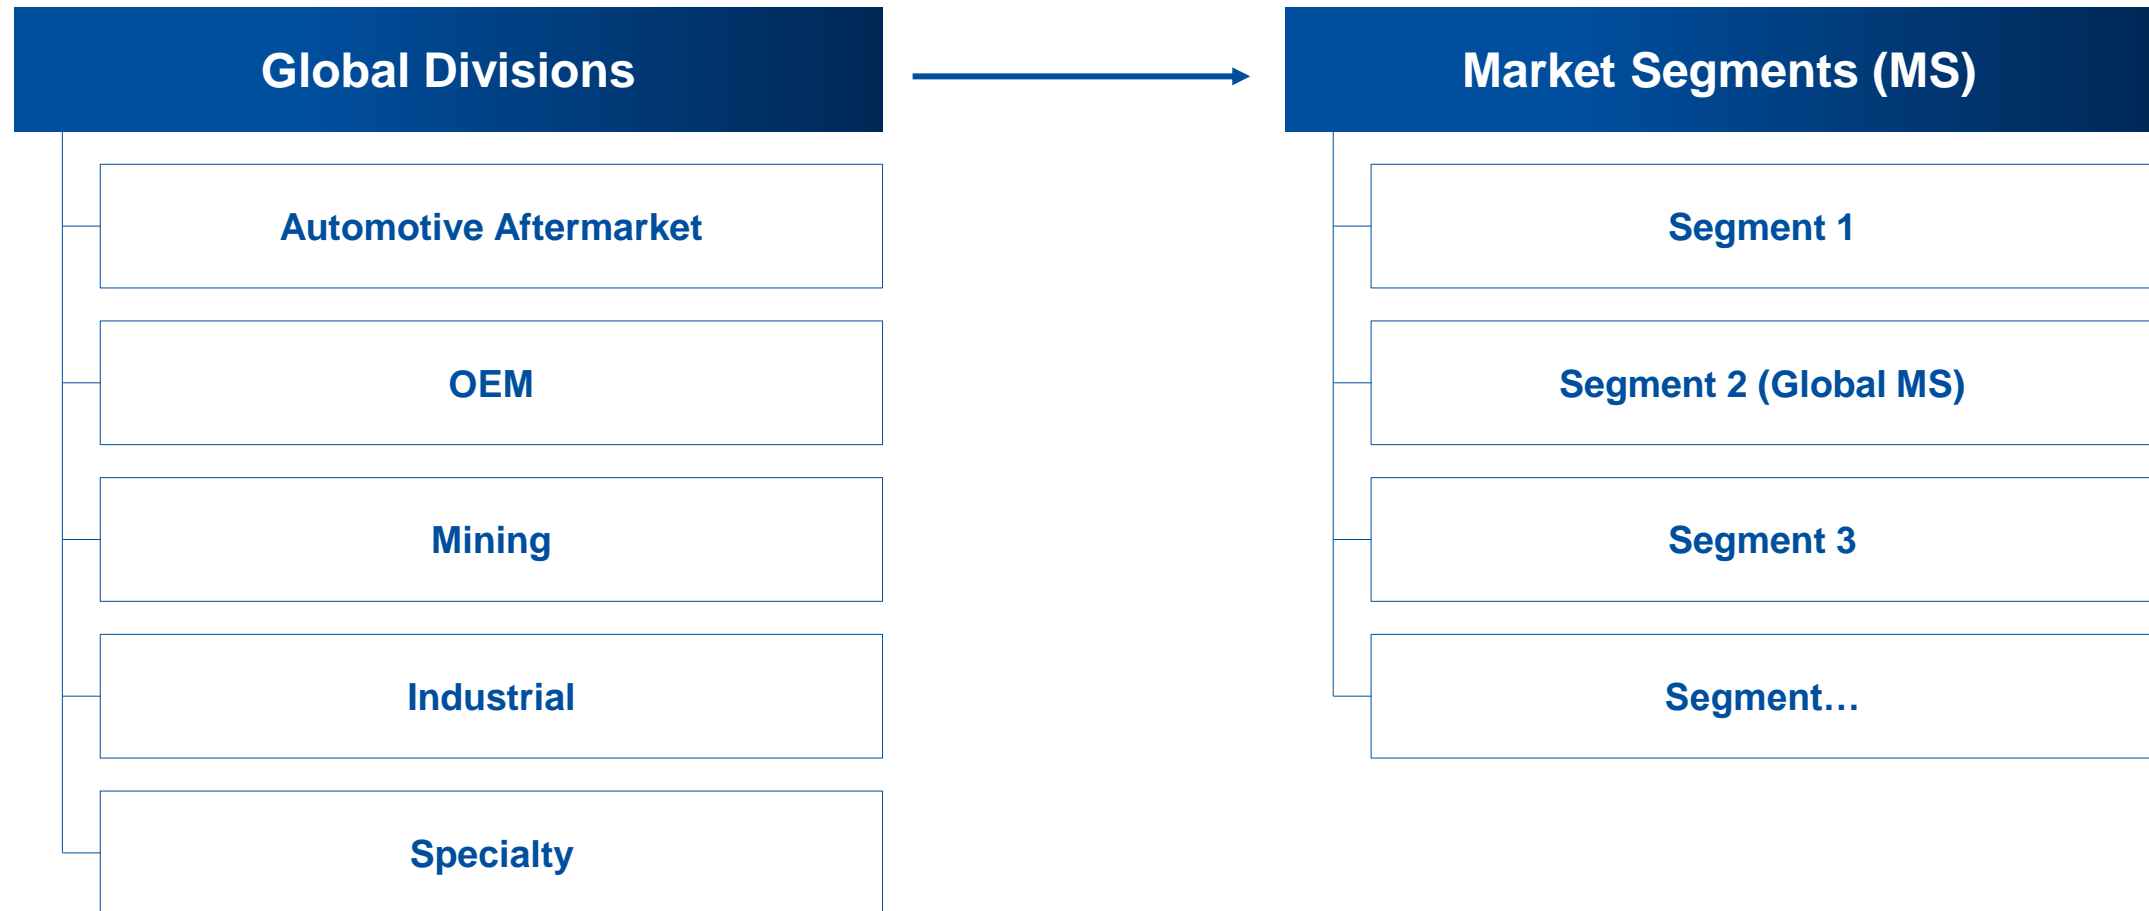 Global Divisions
Automotive Aftermarket
OEM
Mining
Industrial
Specialty
Market Segments (MS)
Segment 1
Segment 2 (Global MS)
Segment 3
Segment…